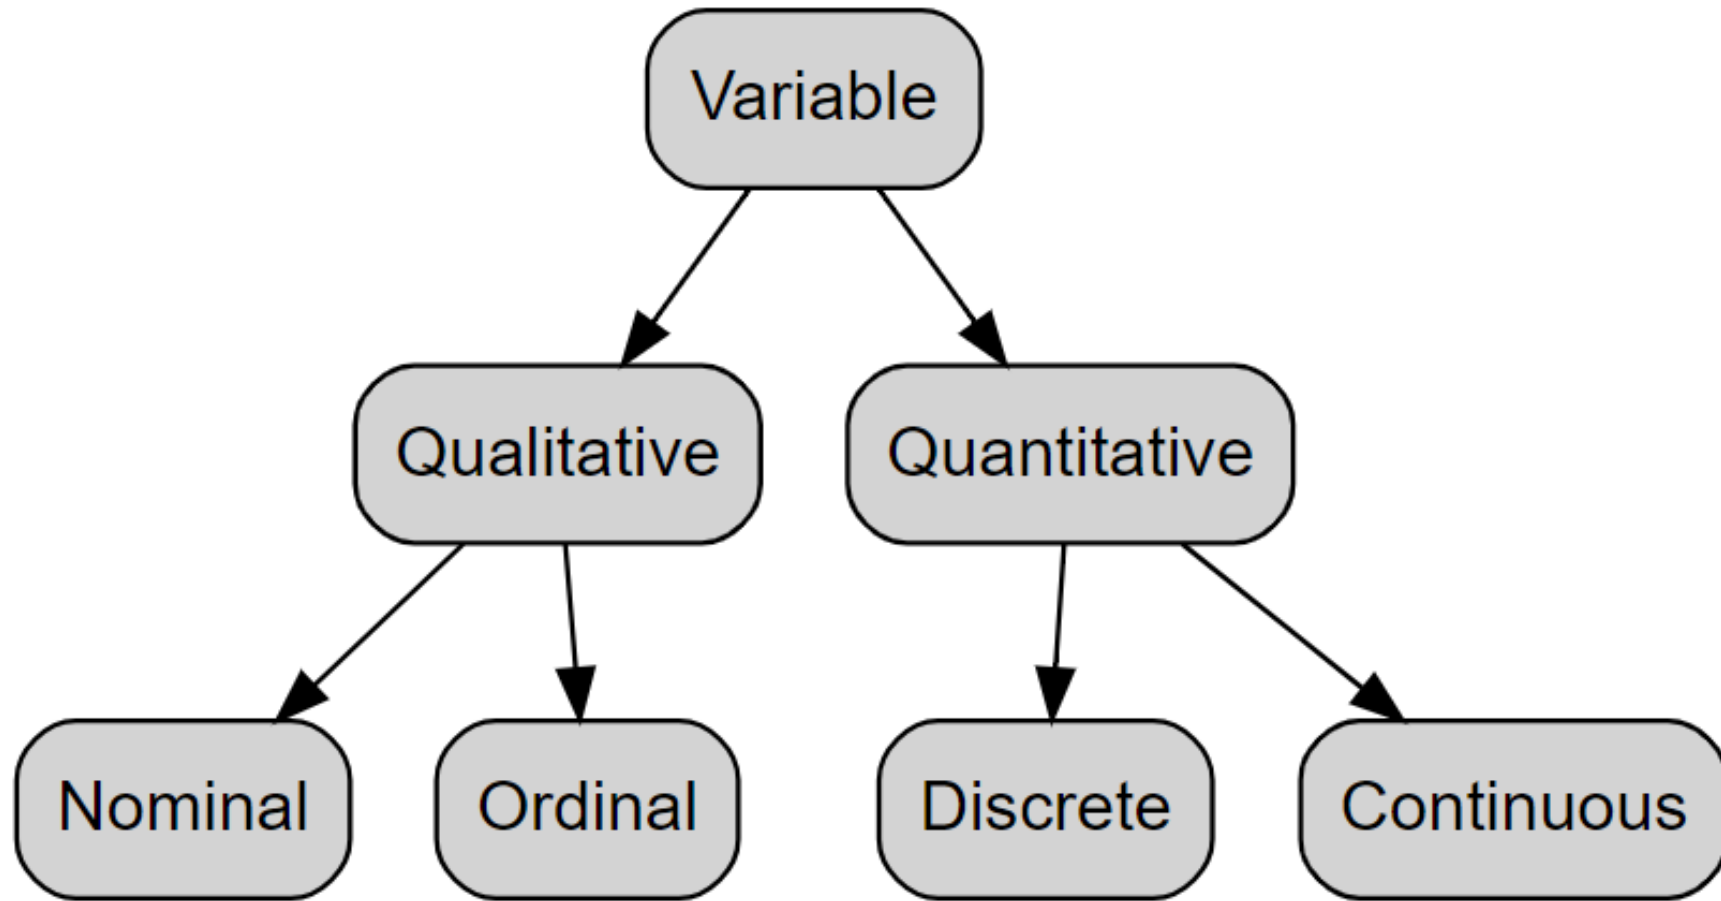 Variable
Qualitative
Quantitative
Nominal
Ordinal
Discrete
Continuous